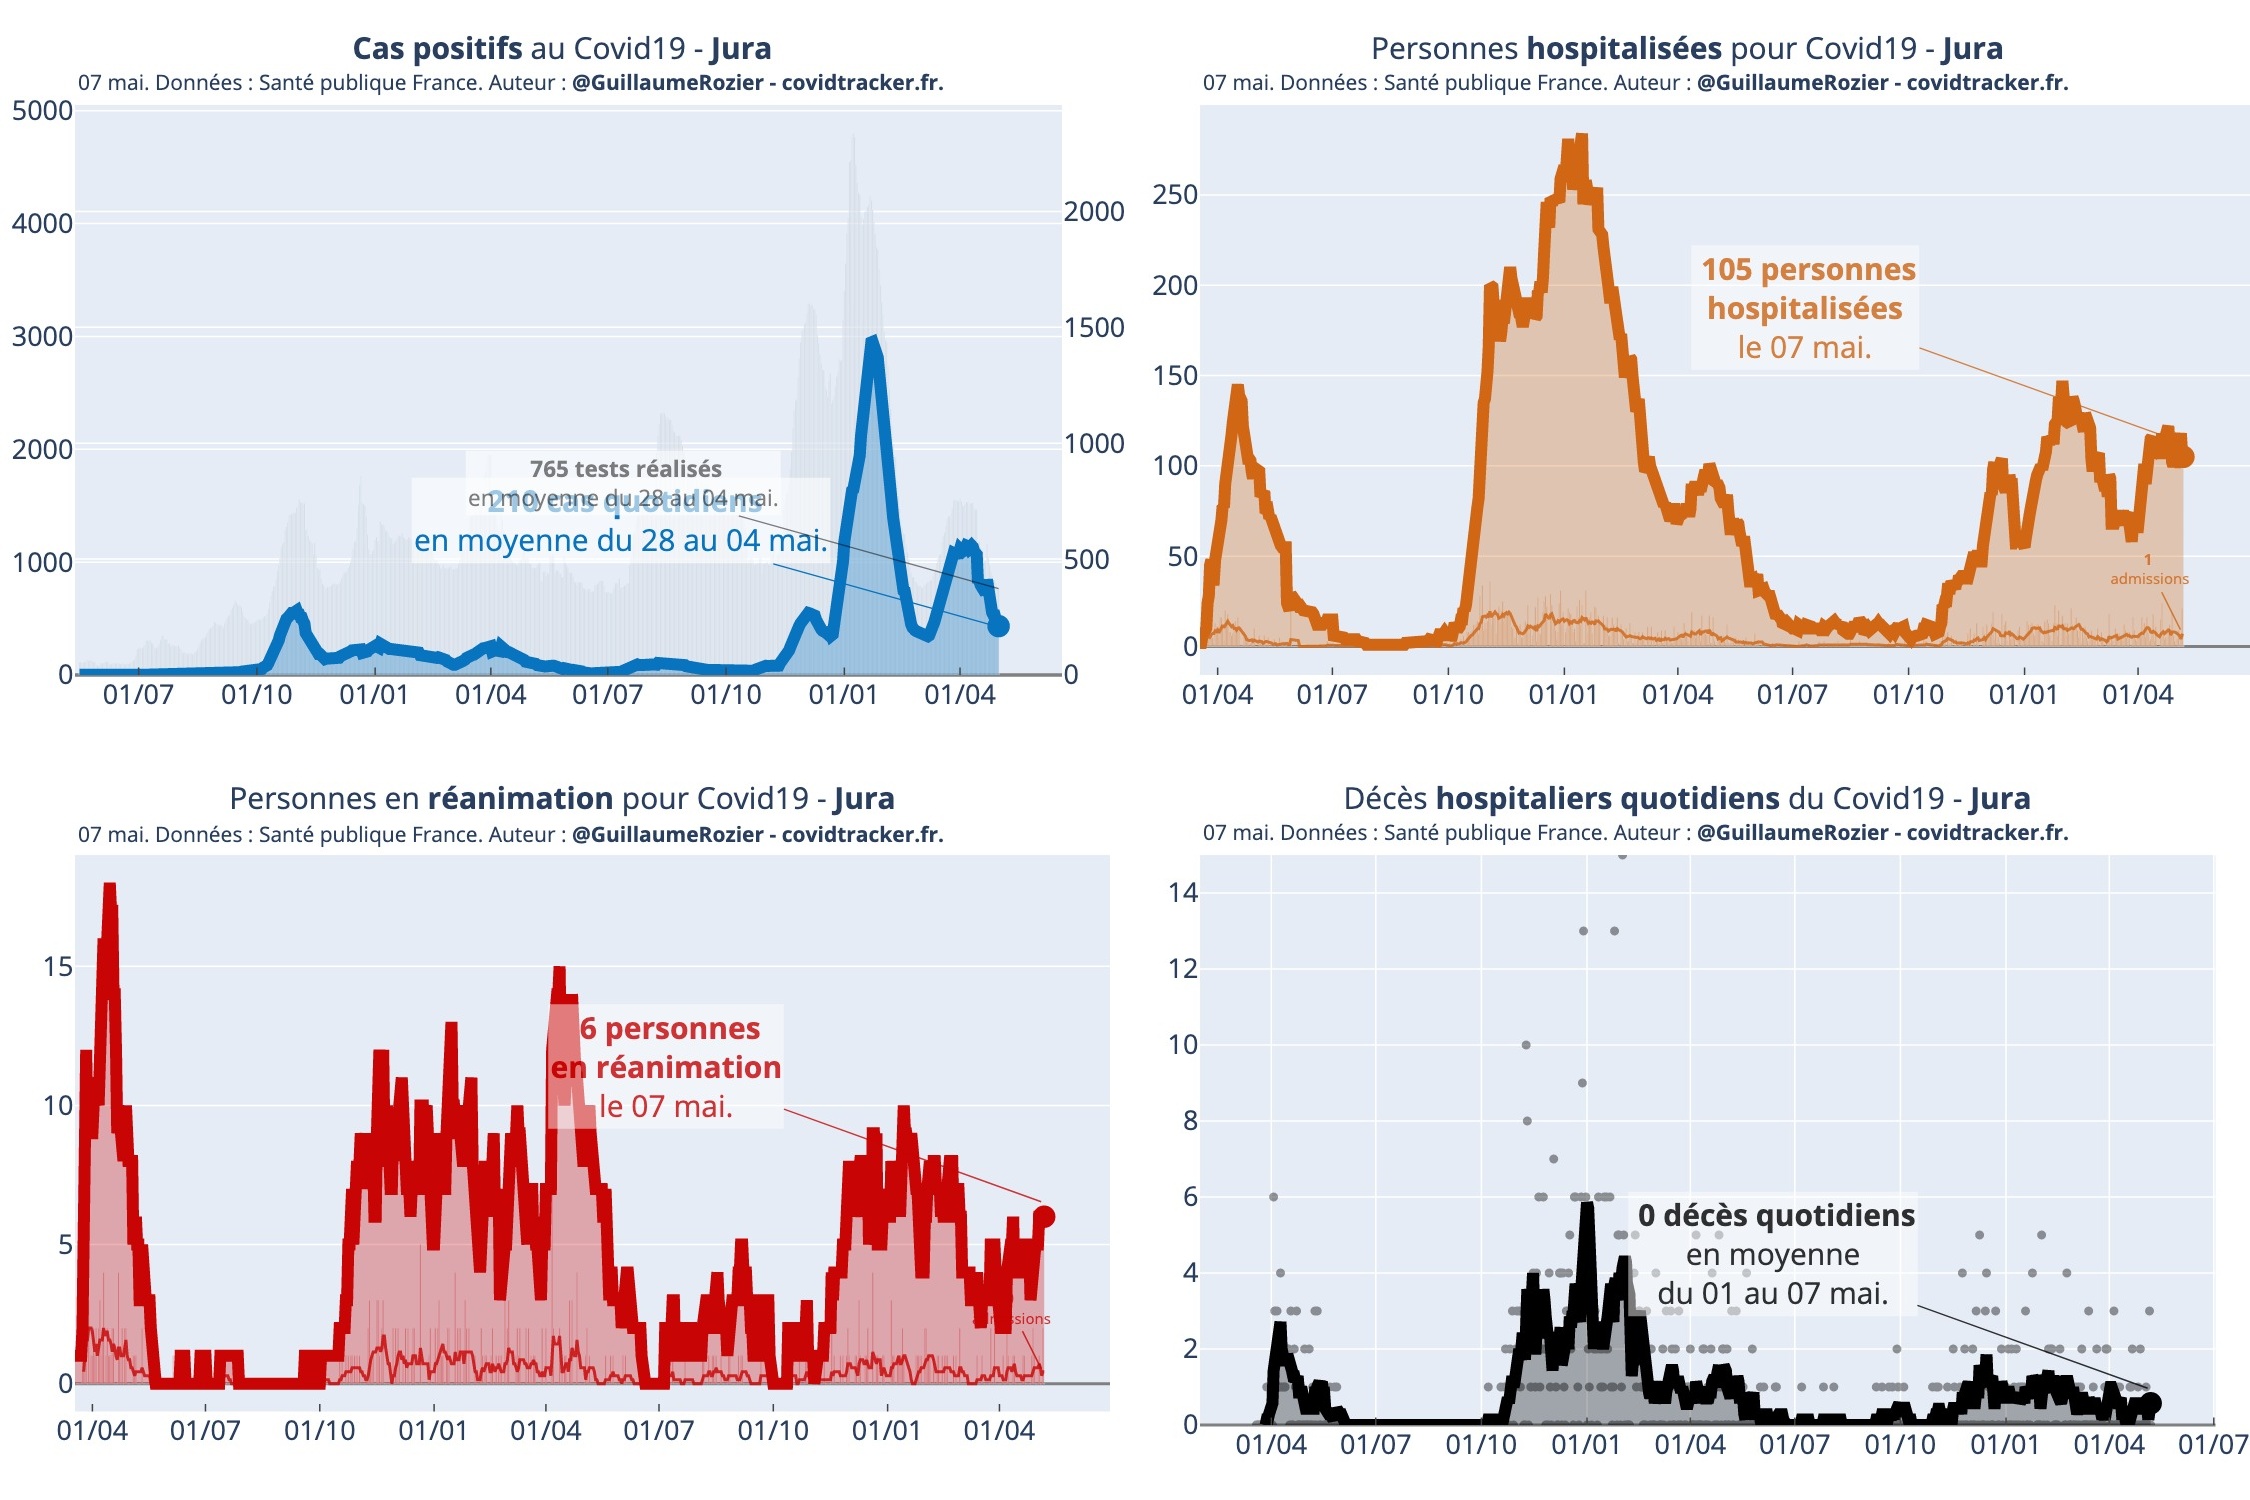 Cas positifs au Covid19 - Jura
07 mai. Données : Santé publique France. Auteur : @GuillaumeRozier - covidtracker.fr.
5000
4000
3000
2000
1000
0
2000
1500
1000
500
0
765 tests réalisés
en moyenne du 28 au 04 mai.
210 cas quotidiens
en moyenne du 28 au 04 mai.
01/07 01/10 01/01 01/04 01/07 01/10 01/01 01/04
Personnes hospitalisées pour Covid19 - Jura
07 mai. Données : Santé publique France. Auteur : @GuillaumeRozier - covidtracker.fr.
250
200
150
100
50
0
105 personnes
hospitalisées
le 07 mai.
1
admissions
01/04 01/07 01/10 01/01 01/04 01/07 01/10 01/01 01/04
Personnes en réanimation pour Covid19 - Jura
07 mai. Données : Santé publique France. Auteur : @GuillaumeRozier - covidtracker.fr.
15
10
5
0
6 personnes
en réanimation
le 07 mai.
admissions
01/04 01/07 01/10 01/01 01/04 01/07 01/10 01/01 01/04
Décès hospitaliers quotidiens du Covid19 - Jura
07 mai. Données : Santé publique France. Auteur : @GuillaumeRozier - covidtracker.fr.
14
12
10
8
6
4
2
0
0 décès quotidiens
en moyenne
du 01 au 07 mai.
01/04 01/07 01/10 01/01 01/04 01/07 01/10 01/01 01/04 01/07